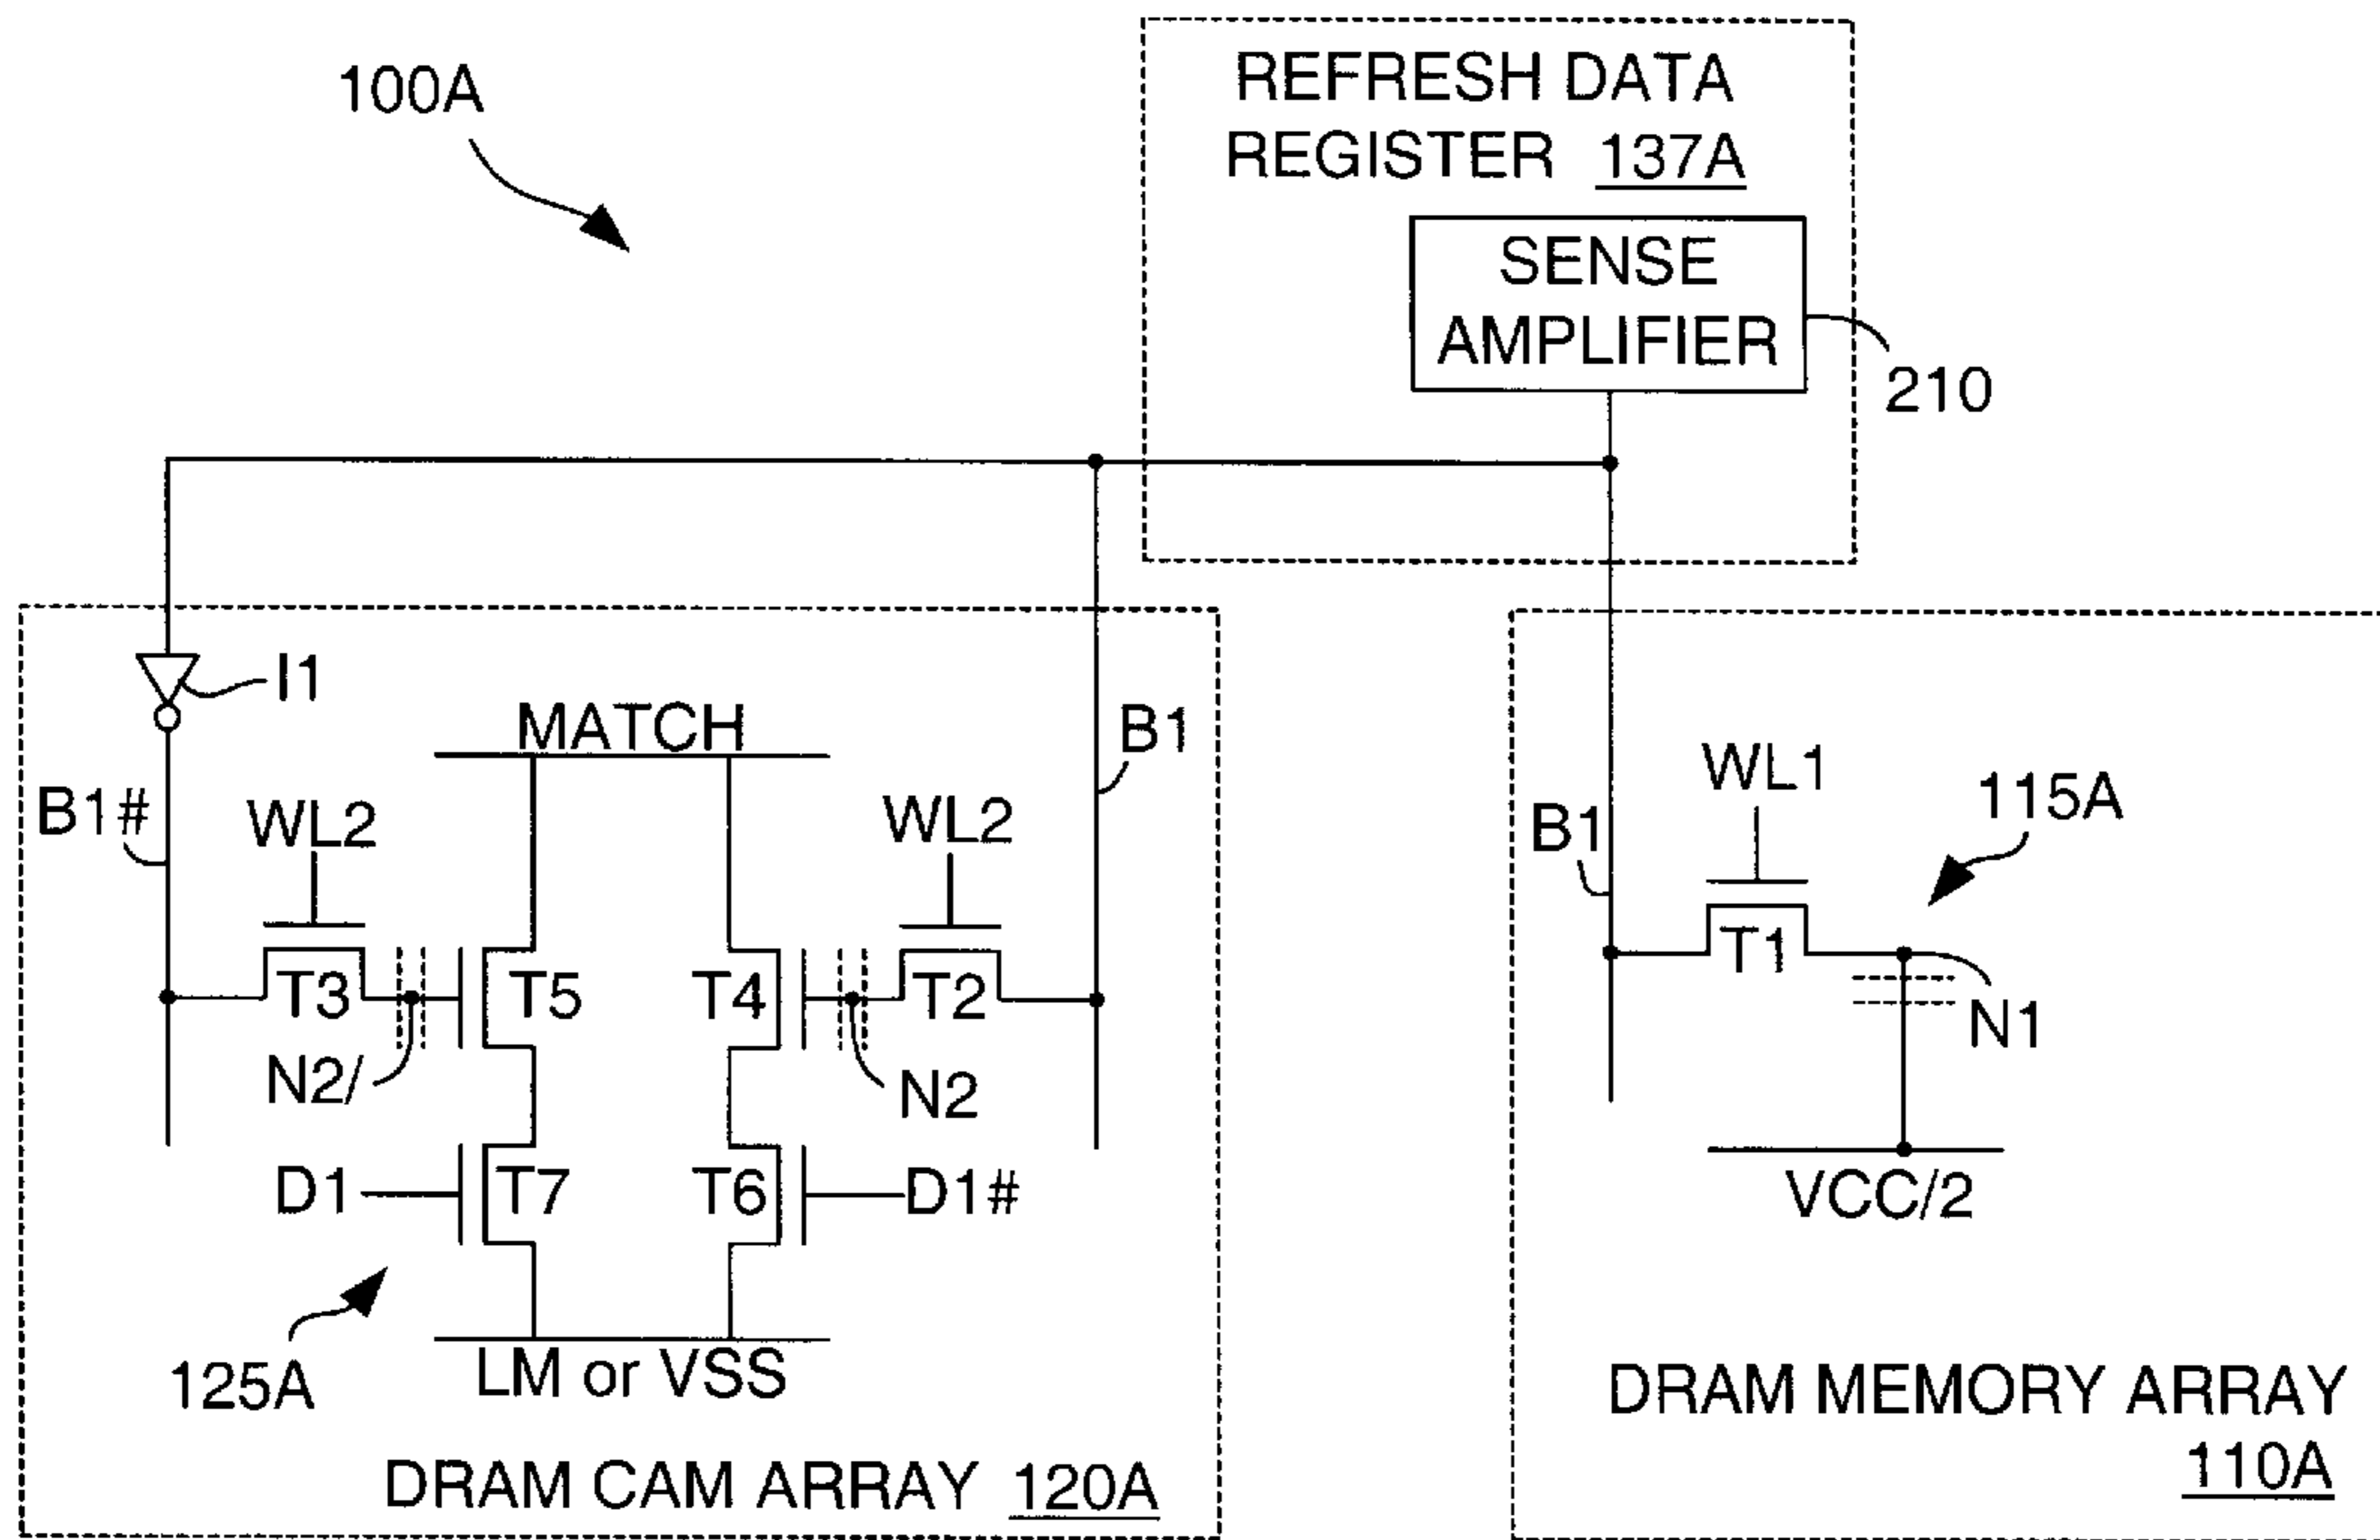 100A
REFRESH DATA
REGISTER 137A
SENSE
AMPLIFIER
210
I1
MATCH
B1
B1#
WL2
WL2
WL1
115A
B1
T3
T5
T4
T2
T1
N2/
N2
N1
D1
T7
T6
D1#
VCC/2
125A
LM or VSS
DRAM CAM ARRAY 120A
DRAM MEMORY ARRAY
110A